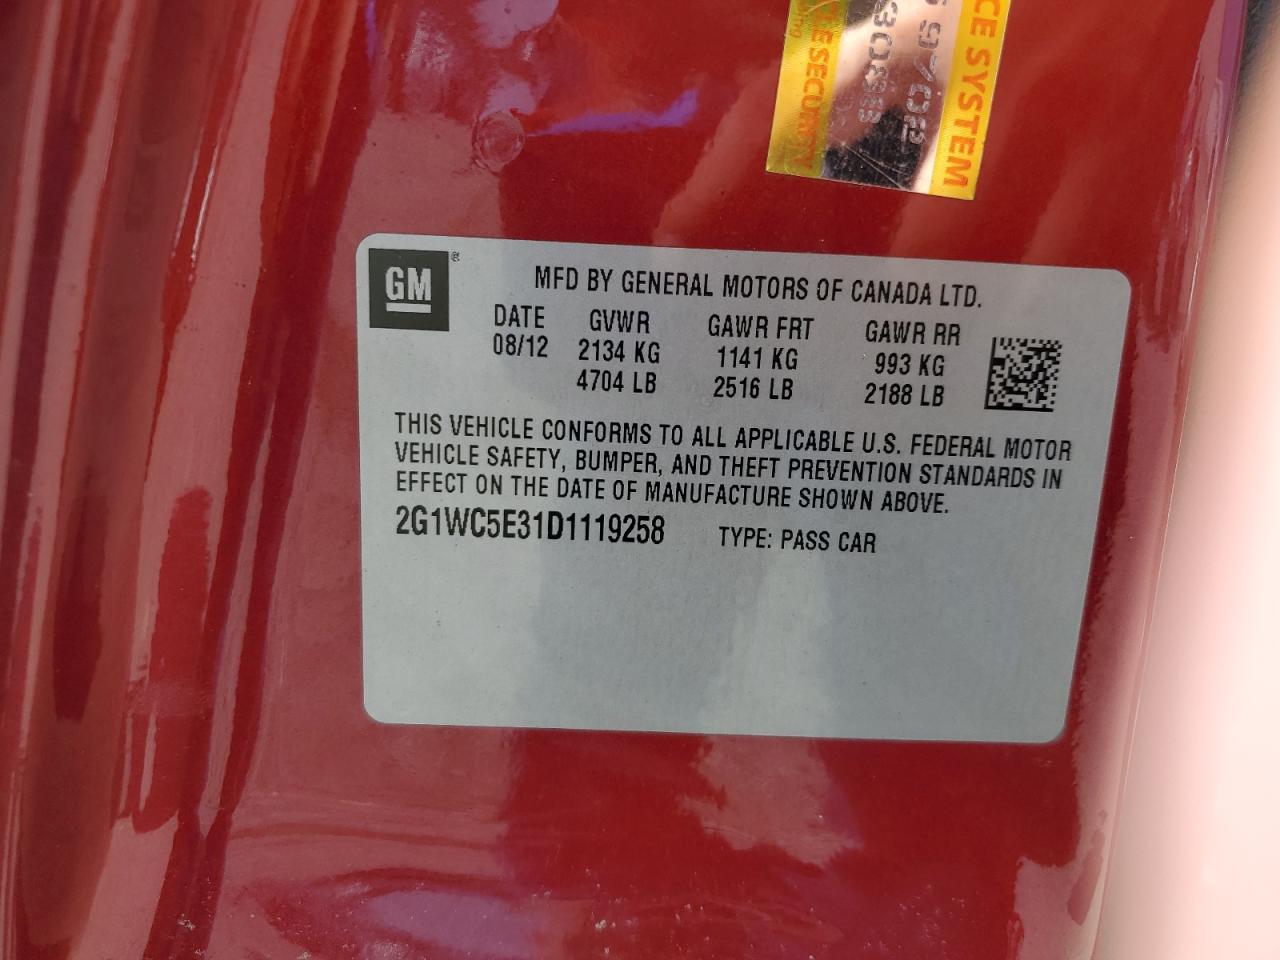 CE SYSTEM
CE SECURITY
GM
®
MFD BY GENERAL MOTORS OF CANADA LTD.
DATE GVWR GAWR FRT GAWR RR
08/12 2134 KG 1141 KG 993 KG
4704 LB 2516 LB 2188 LB
THIS VEHICLE CONFORMS TO ALL APPLICABLE U.S. FEDERAL MOTOR
VEHICLE SAFETY, BUMPER, AND THEFT PREVENTION STANDARDS IN
EFFECT ON THE DATE OF MANUFACTURE SHOWN ABOVE.
2G1WC5E31D1119258 TYPE: PASS CAR